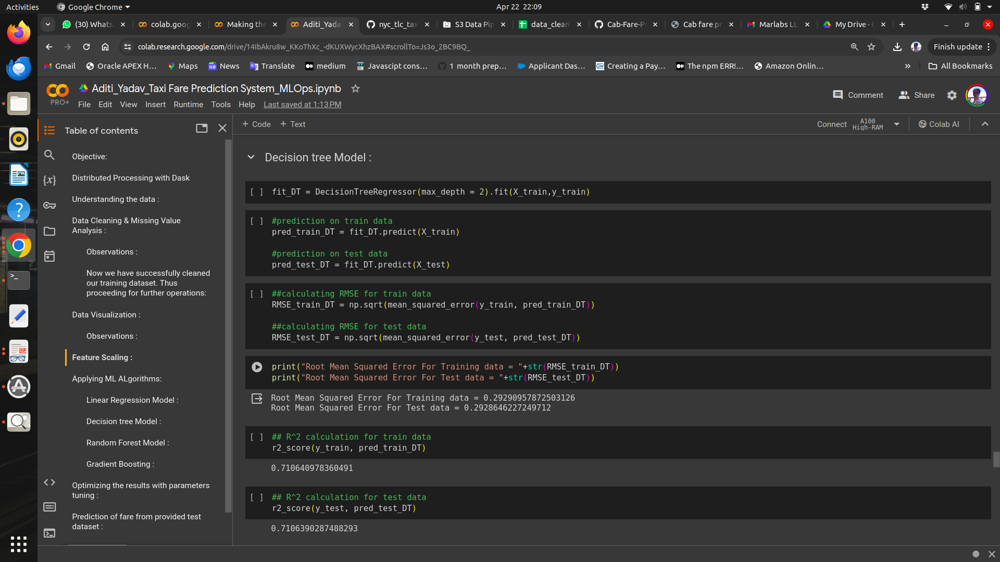 Activities
Google Chrome
Apr 22 22:09
(30) Whats
colab.goog
Making the
Aditi_Yada
nyc_tlc_tax
S3 Data Pip
data_clean
Cab-Fare-P
Cab fare pr
Marlabs LL
My Drive -
colab.research.google.com/drive/14IbAkru8w_KKoThXc_-dKUXWycXhzBAX#scrollTo=Js3o_2BC9BQ_
Finish update
Gmail
Oracle APEX H...
Maps
News
Translate
medium
Javascipt cons...
1 month prep...
Applicant Das...
Creating a Pay...
The npm ERR!...
Amazon Onlin...
All Bookmarks
Aditi_Yadav_Taxi Fare Prediction System_MLOps.ipynb
PRO+
File Edit View Insert Runtime Tools Help Last saved at 1:13 PM
Comment
Share
Table of contents
Objective:
Distributed Processing with Dask
Understanding the data :
Data Cleaning & Missing Value
Analysis :
Observations :
Now we have successfully cleaned
our training dataset. Thus
proceeding for further operations:
Data Visualization :
Observations :
Feature Scaling :
Applying ML ALgorithms:
Linear Regression Model :
Decision tree Model :
Random Forest Model :
Gradient Boosting :
Optimizing the results with parameters
tuning :
Prediction of fare from provided test
dataset :
+ Code + Text
Connect
A100
High-RAM
Colab AI
Decision tree Model :
[ ] fit_DT = DecisionTreeRegressor(max_depth = 2).fit(X_train,y_train)
[ ] #prediction on train data
pred_train_DT = fit_DT.predict(X_train)
#prediction on test data
pred_test_DT = fit_DT.predict(X_test)
[ ] ##calculating RMSE for train data
RMSE_train_DT = np.sqrt(mean_squared_error(y_train, pred_train_DT))
##calculating RMSE for test data
RMSE_test_DT = np.sqrt(mean_squared_error(y_test, pred_test_DT))
print("Root Mean Squared Error For Training data = "+str(RMSE_train_DT))
print("Root Mean Squared Error For Test data = "+str(RMSE_test_DT))
Root Mean Squared Error For Training data = 0.29290957872503126
Root Mean Squared Error For Test data = 0.2928646227249712
[ ] ## R^2 calculation for train data
r2_score(y_train, pred_train_DT)
0.710640978360491
[ ] ## R^2 calculation for test data
r2_score(y_test, pred_test_DT)
0.7106390287488293